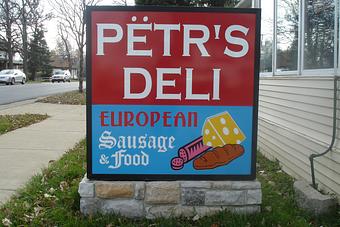 PËTR'S
DELI
EUROPEAN
Sausage
& Food